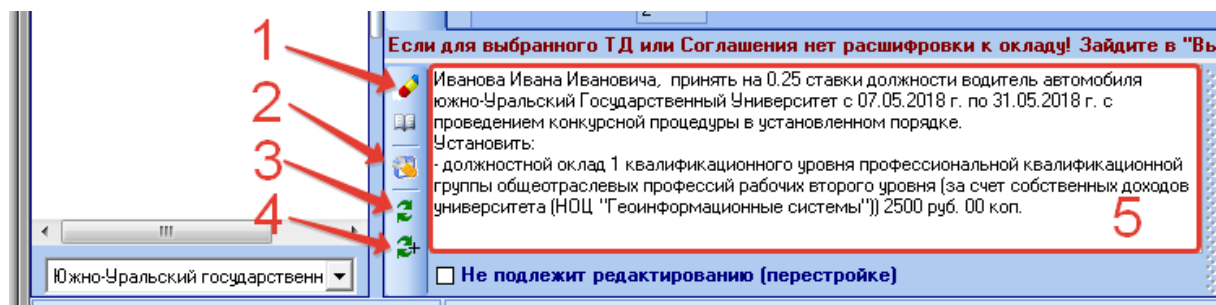 2
1
Если для выбранного ТД или Соглашения нет расшифровки к окладу! Зайдите в "Вы
Иванова Ивана Ивановича, принять на 0.25 ставки должности водитель автомобиля
южно-Уральский Государственный Университет с 07.05.2018 г. по 31.05.2018 г. с
2
проведением конкурсной процедуры в установленном порядке.
Установить:
3
- должностной оклад 1 квалификационного уровня профессиональной квалификационной
группы общеотраслевых профессий рабочих второго уровня (за счет собственных доходов
4
университета (НОЦ "Геоинформационные системы")) 2500 руб. 00 коп.
5
Южно-Уральский государственн
Не подлежит редактированию (перестройке)